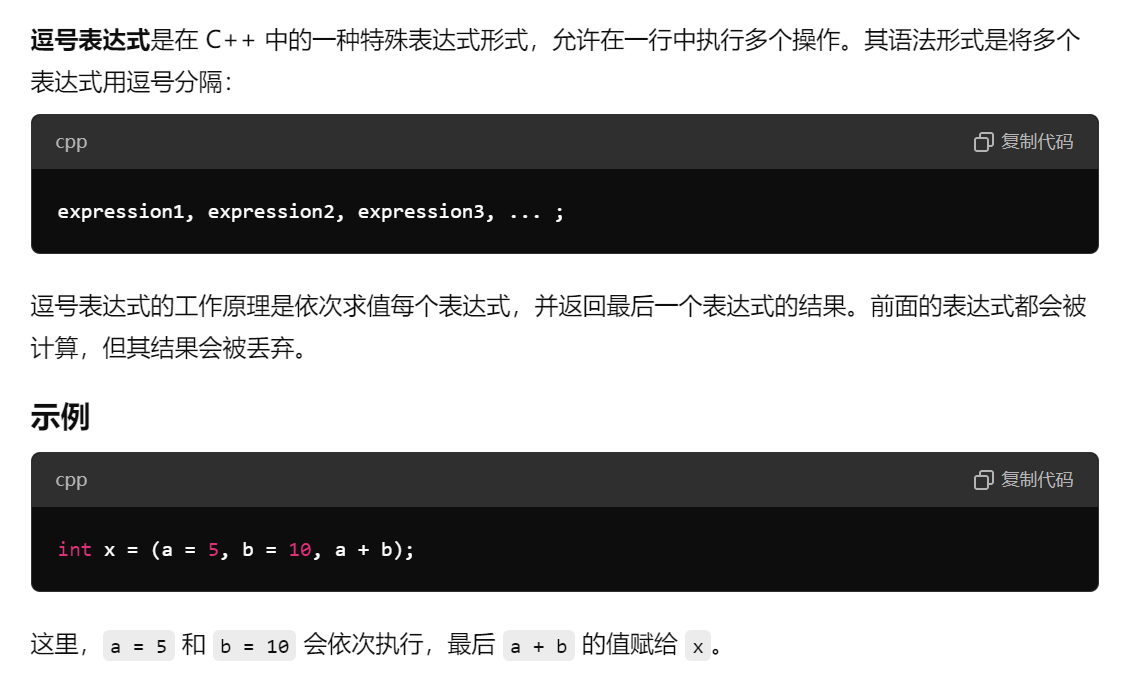 逗号表达式是在 C++ 中的一种特殊表达式形式，允许在一行中执行多个操作。其语法形式是将多个
表达式用逗号分隔：
cpp 复制代码
expression1, expression2, expression3, ... ;
逗号表达式的工作原理是依次求值每个表达式，并返回最后一个表达式的结果。前面的表达式都会被
计算，但其结果会被丢弃。
示例
cpp 复制代码
int x = (a = 5, b = 10, a + b);
这里， a = 5 和 b = 10 会依次执行，最后 a + b 的值赋给 x 。